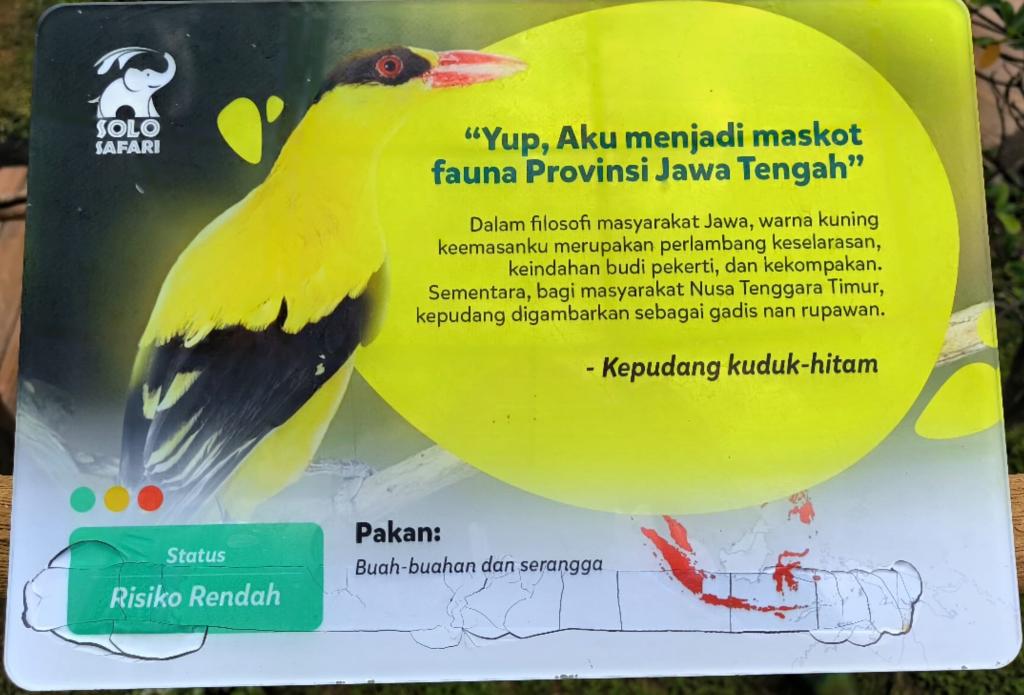 SOLO
SAFARI
“Yup, Aku menjadi maskot
fauna Provinsi Jawa Tengah”
Dalam filosofi masyarakat Jawa, warna kuning
keemasanku merupakan perlambang keselarasan,
keindahan budi pekerti, dan kekompakan.
Sementara, bagi masyarakat Nusa Tenggara Timur,
kepudang digambarkan sebagai gadis nan rupawan.
- Kepudang kuduk-hitam
Status
Risiko Rendah
Pakan:
Buah-buahan dan serangga